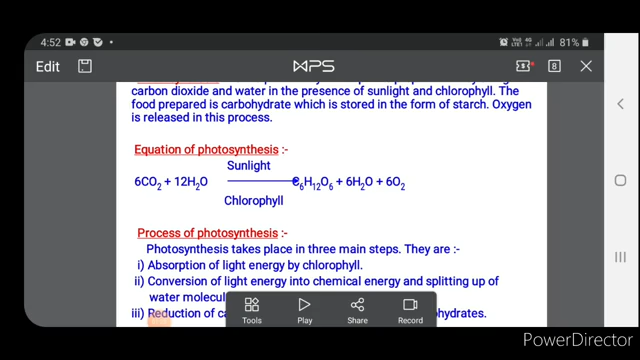 4:52 81%
Edit WPS 8
carbon dioxide and water in the presence of sunlight and chlorophyll. The
food prepared is carbohydrate which is stored in the form of starch. Oxygen
is released in this process.
Equation of photosynthesis :-
Sunlight
6CO2 + 12H2O C6H12O6 + 6H2O + 6O2
Chlorophyll
Process of photosynthesis :-
Photosynthesis takes place in three main steps. They are :-
i) Absorption of light energy by chlorophyll.
ii) Conversion of light energy into chemical energy and splitting up of
water molecul
iii) Reduction of ca ohydrates.
Tools Play Share Record
PowerDirector